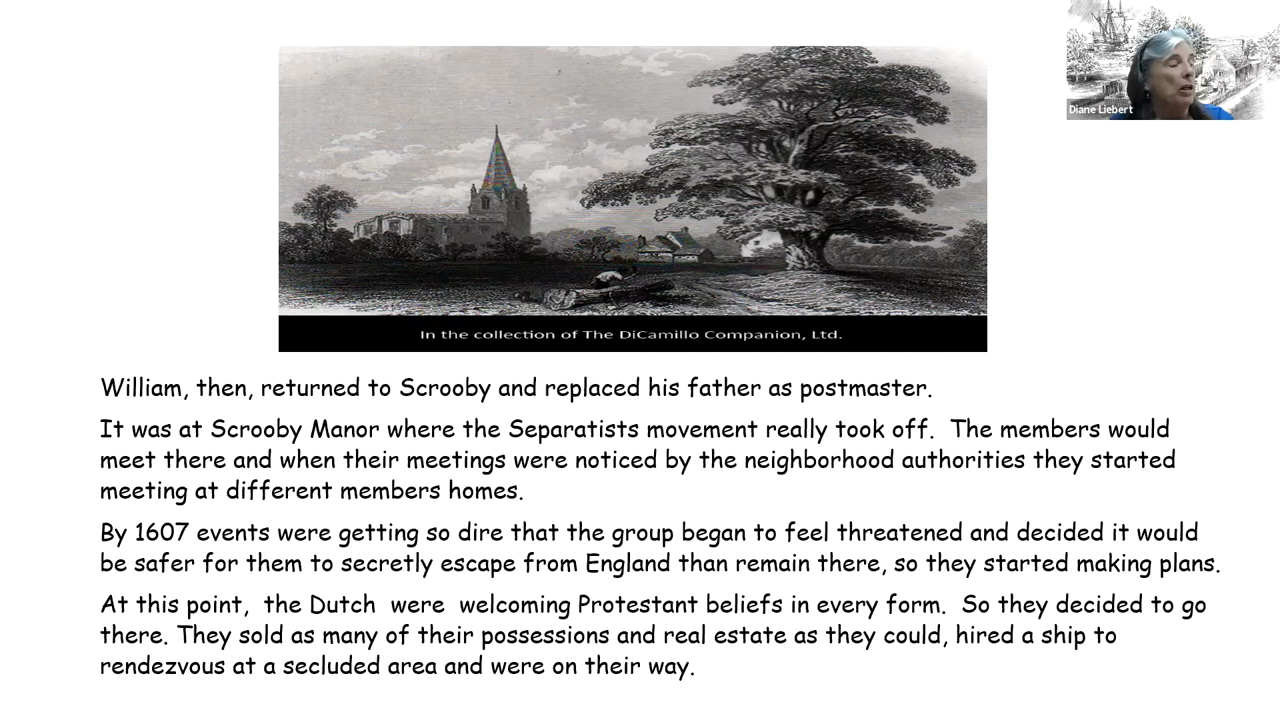 Diane Liebert
In the collection of The DiCamillo Companion, Ltd.
William, then, returned to Scrooby and replaced his father as postmaster.
It was at Scrooby Manor where the Separatists movement really took off.  The members would
meet there and when their meetings were noticed by the neighborhood authorities they started
meeting at different members homes.
By 1607 events were getting so dire that the group began to feel threatened and decided it would
be safer for them to secretly escape from England than remain there, so they started making plans.
At this point,  the Dutch  were  welcoming Protestant beliefs in every form.  So they decided to go
there. They sold as many of their possessions and real estate as they could, hired a ship to
rendezvous at a secluded area and were on their way.